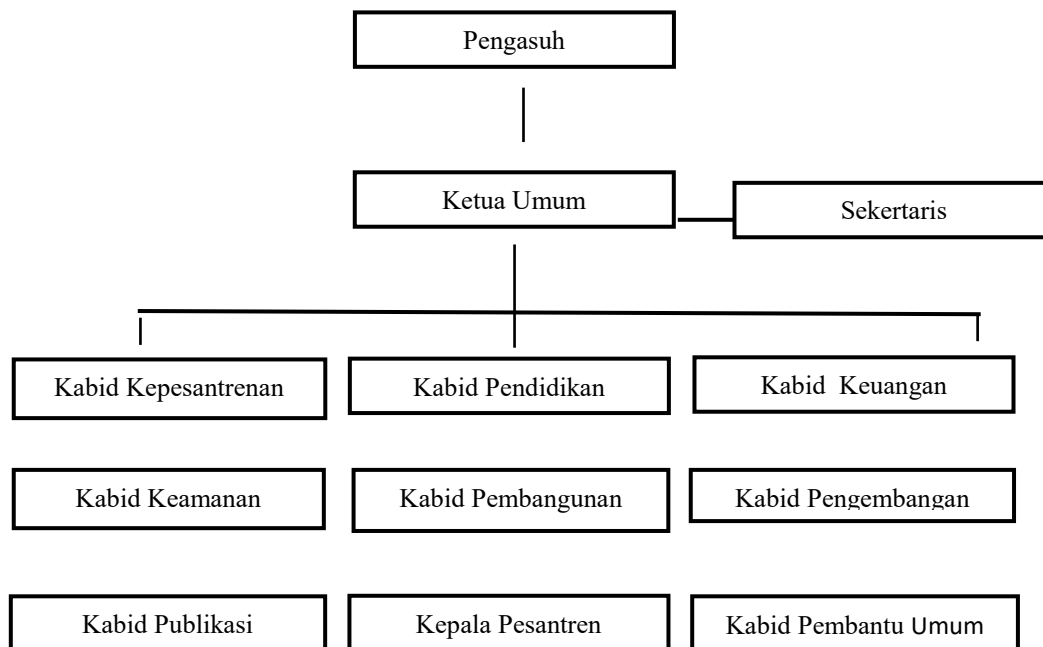 Pengasuh
Ketua Umum
Sekertaris
Kabid Kepesantrenan
Kabid Pendidikan
Kabid  Keuangan
Kabid Keamanan
Kabid Pembangunan
Kabid Pengembangan
Kabid Publikasi
Kepala Pesantren
Kabid Pembantu Umum